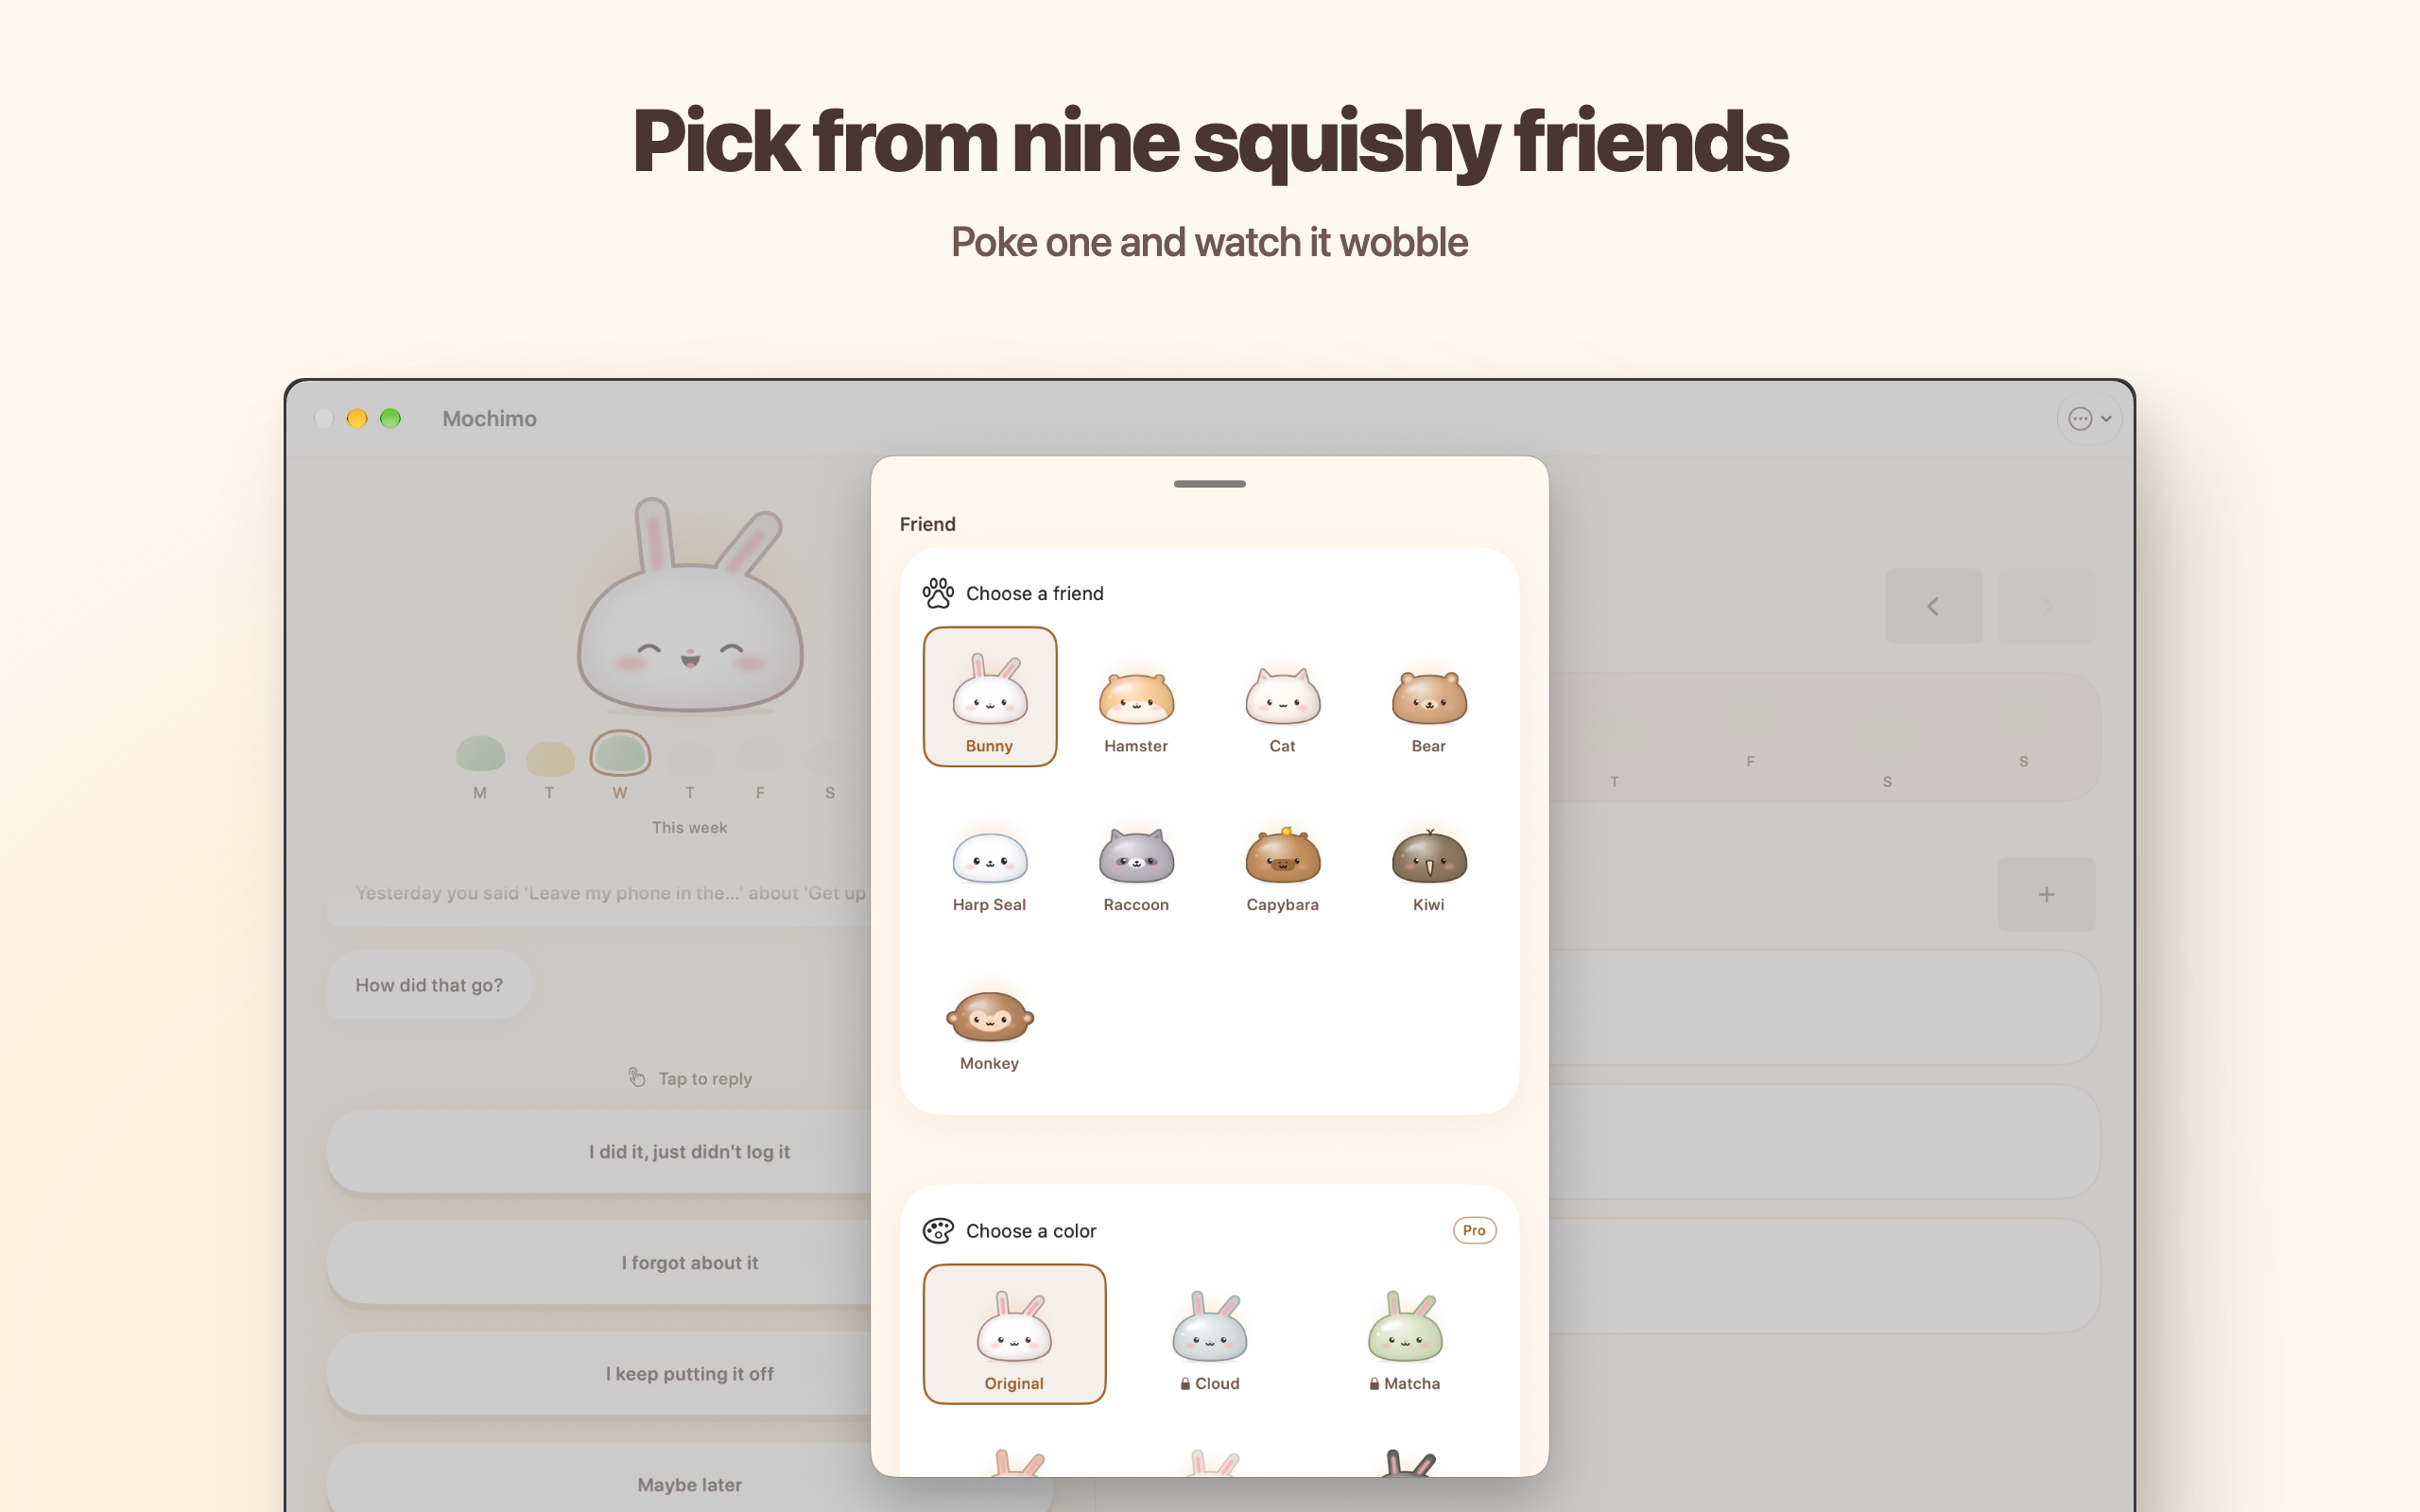 Pick from nine squishy friends
Poke one and watch it wobble
Mochimo
M T W T F S
This week
Yesterday you said 'Leave my phone in the...' about 'Get up
How did that go?
Tap to reply
I did it, just didn't log it
I forgot about it
I keep putting it off
Maybe later
Friend
Choose a friend
Bunny Hamster Cat Bear
Harp Seal Raccoon Capybara Kiwi
Monkey
Choose a color Pro
Original Cloud Matcha
T F S S